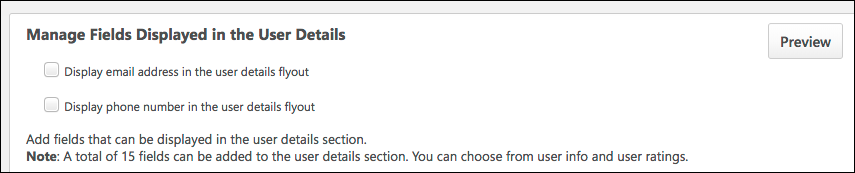 Manage Fields Displayed in the User Details
Preview
Display email address in the user details flyout
Display phone number in the user details flyout
Add fields that can be displayed in the user details section.
Note: A total of 15 fields can be added to the user details section. You can choose from user info and user ratings.